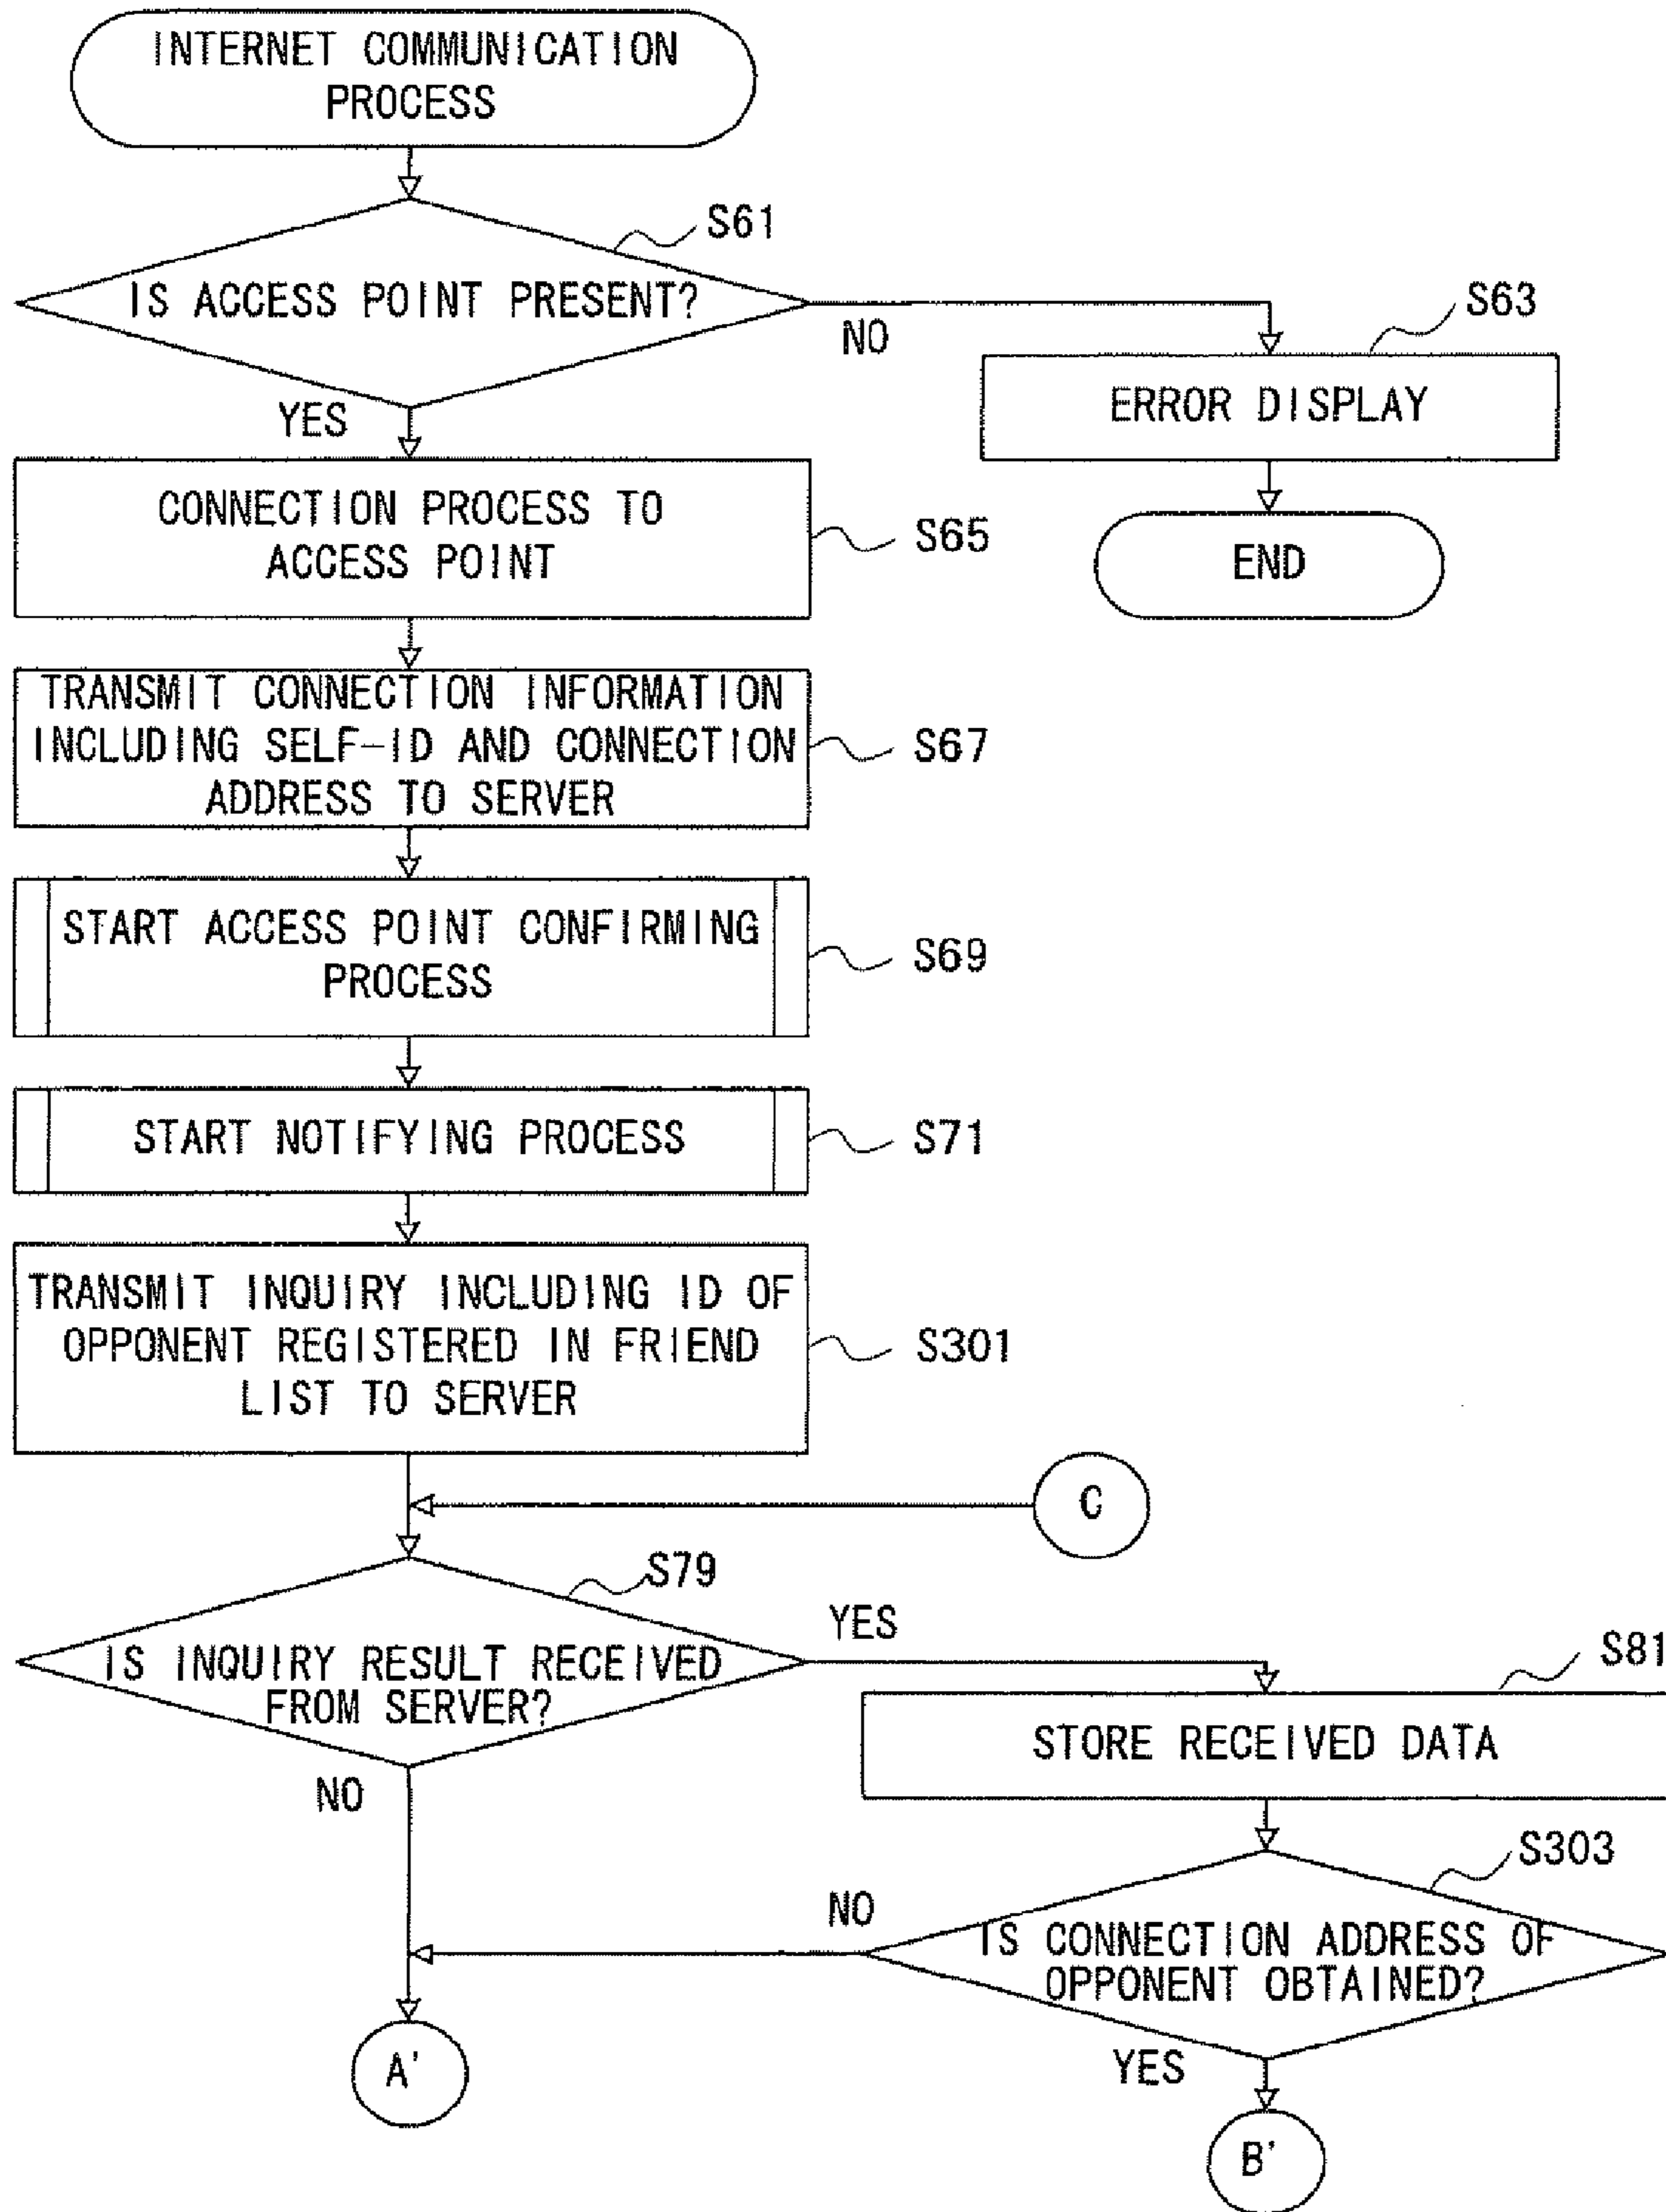 INTERNET COMMUNICATION
PROCESS
S61
IS ACCESS POINT PRESENT?
NO
YES
S63
ERROR DISPLAY
END
CONNECTION PROCESS TO
ACCESS POINT
S65
TRANSMIT CONNECTION INFORMATION
INCLUDING SELF-ID AND CONNECTION
ADDRESS TO SERVER
S67
START ACCESS POINT CONFIRMING
PROCESS
S69
START NOTIFYING PROCESS
S71
TRANSMIT INQUIRY INCLUDING ID OF
OPPONENT REGISTERED IN FRIEND
LIST TO SERVER
S301
C
S79
IS INQUIRY RESULT RECEIVED
FROM SERVER?
YES
NO
S81
STORE RECEIVED DATA
S303
IS CONNECTION ADDRESS OF
OPPONENT OBTAINED?
NO
YES
A'
B'